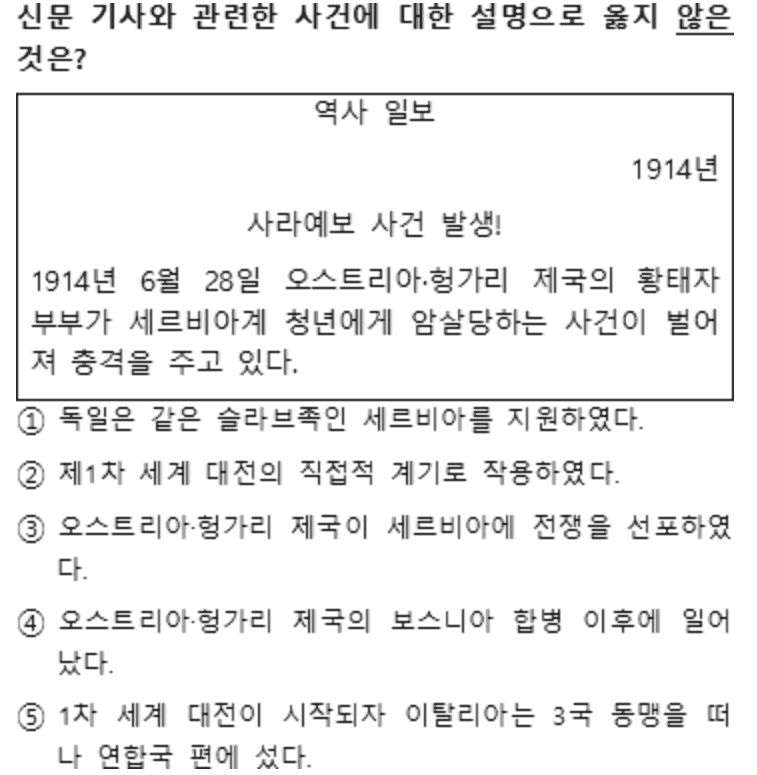 신문 기사와 관련한 사건에 대한 설명으로 옳지 않은
것은?
역사 일보
1914년
사라예보 사건 발생!
1914년 6월 28일 오스트리아·헝가리 제국의 황태자
부부가 세르비아계 청년에게 암살당하는 사건이 벌어
져 충격을 주고 있다.
① 독일은 같은 슬라브족인 세르비아를 지원하였다.
② 제1차 세계 대전의 직접적 계기로 작용하였다.
③ 오스트리아·헝가리 제국이 세르비아에 전쟁을 선포하였
다.
④ 오스트리아·헝가리 제국의 보스니아 합병 이후에 일어
났다.
⑤ 1차 세계 대전이 시작되자 이탈리아는 3국 동맹을 떠
나 연합국 편에 섰다.